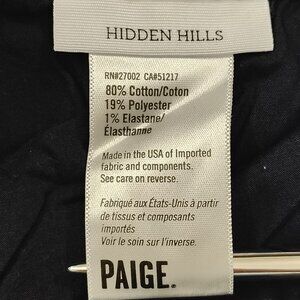 HIDDEN HILLS
RN#27002 CA#51217
80% Cotton/Coton
19% Polyester
1% Elastane/
Élasthanne
Made in the USA of Imported
fabric and components.
See care on reverse.
Fabriqué aux États-Unis à partir
de tissus et composants
importés
Voir le soin sur l'inverse.
PAIGE.